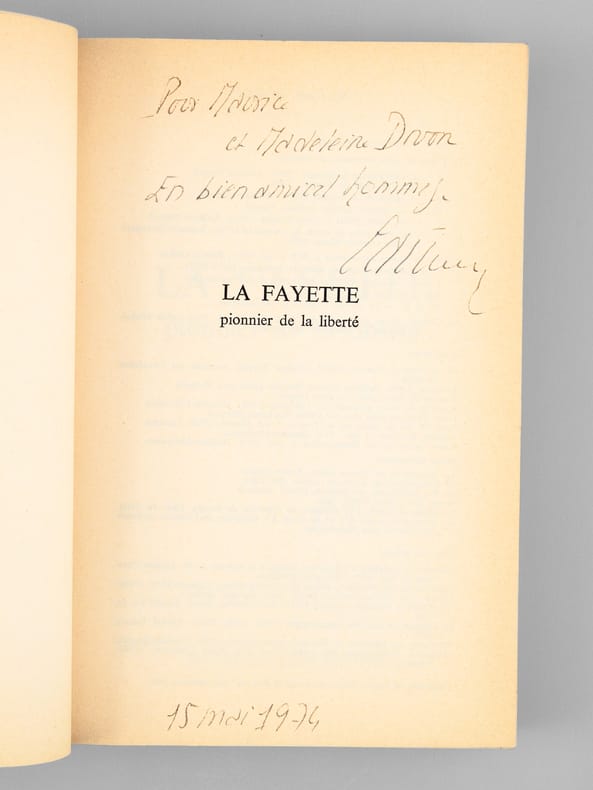 Pour Maurice
et Madeleine Druon
En bien amical hommage.
LA FAYETTE
pionnier de la liberté
15 mai 1974